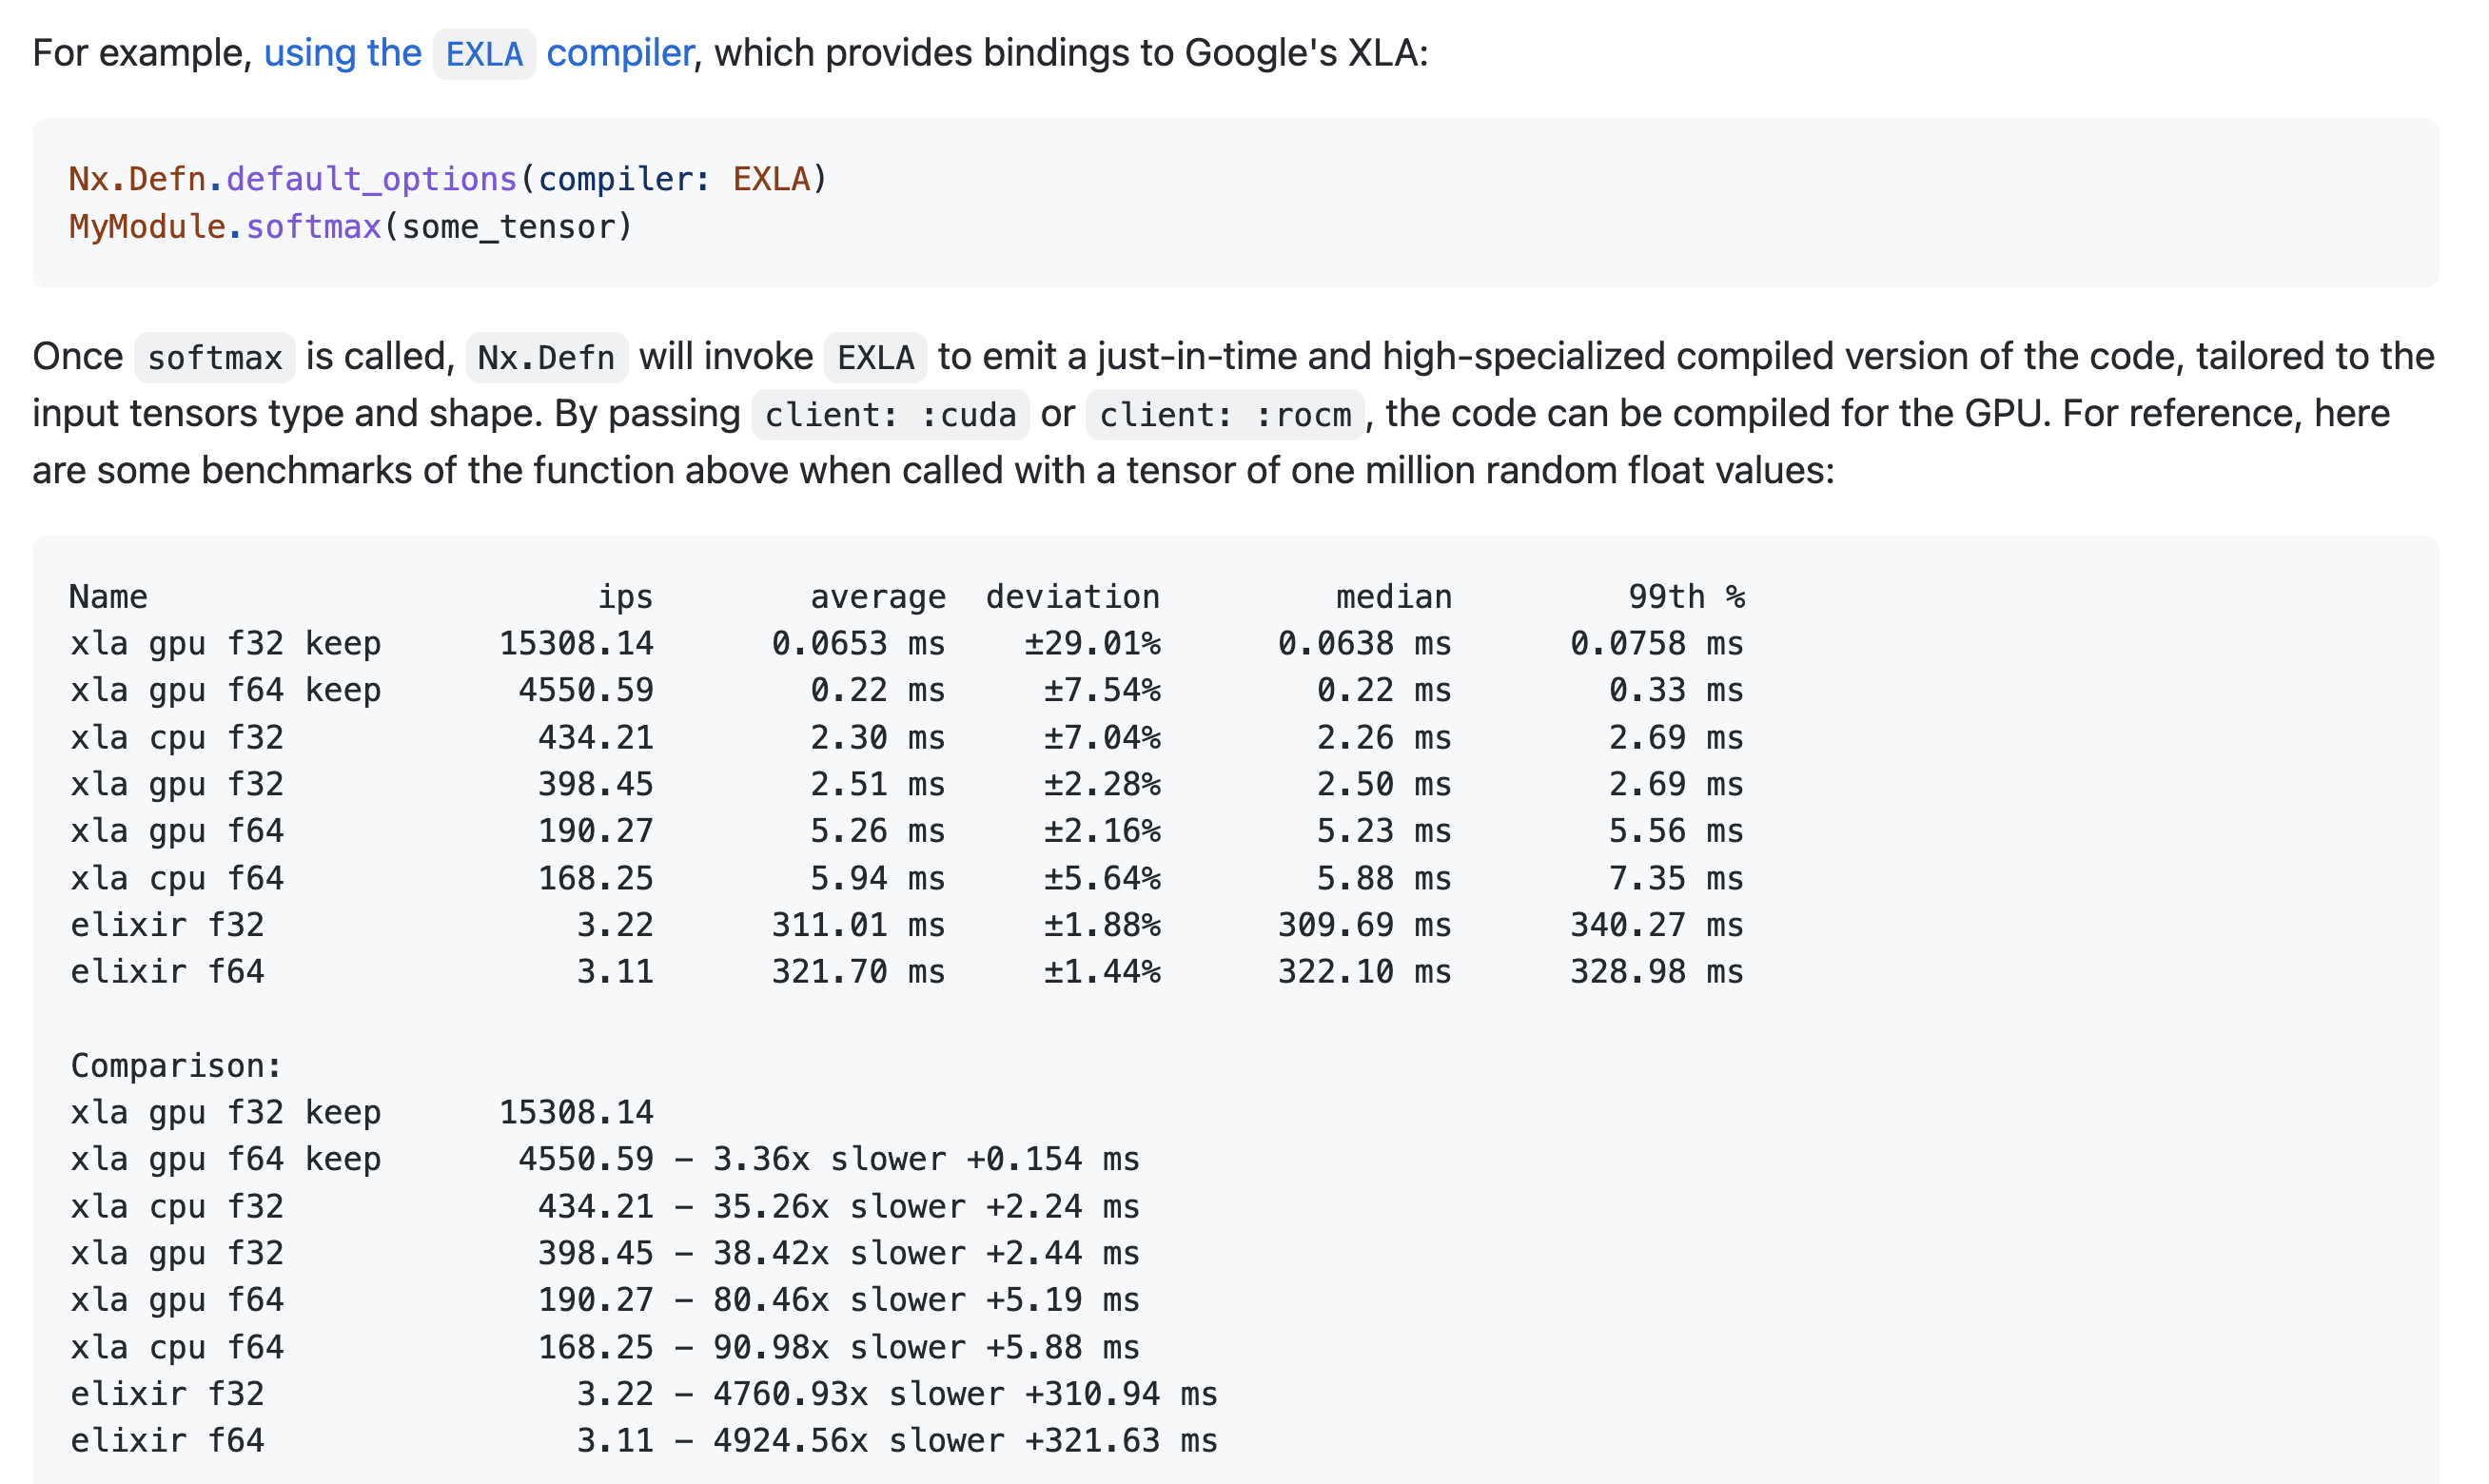 For example, using the EXLA compiler, which provides bindings to Google's XLA:
Nx.Defn.default_options(compiler: EXLA)
MyModule.softmax(some_tensor)
Once softmax is called, Nx.Defn will invoke EXLA to emit a just-in-time and high-specialized compiled version of the code, tailored to the
input tensors type and shape. By passing client: :cuda or client: :rocm, the code can be compiled for the GPU. For reference, here
are some benchmarks of the function above when called with a tensor of one million random float values:
Name                       ips        average  deviation         median         99th %
xla gpu f32 keep      15308.14      0.0653 ms    ±29.01%      0.0638 ms      0.0758 ms
xla gpu f64 keep       4550.59        0.22 ms     ±7.54%        0.22 ms        0.33 ms
xla cpu f32             434.21        2.30 ms     ±7.04%        2.26 ms        2.69 ms
xla gpu f32             398.45        2.51 ms     ±2.28%        2.50 ms        2.69 ms
xla gpu f64             190.27        5.26 ms     ±2.16%        5.23 ms        5.56 ms
xla cpu f64             168.25        5.94 ms     ±5.64%        5.88 ms        7.35 ms
elixir f32                3.22      311.01 ms     ±1.88%      309.69 ms      340.27 ms
elixir f64                3.11      321.70 ms     ±1.44%      322.10 ms      328.98 ms
Comparison:
xla gpu f32 keep      15308.14
xla gpu f64 keep       4550.59 - 3.36x slower +0.154 ms
xla cpu f32             434.21 - 35.26x slower +2.24 ms
xla gpu f32             398.45 - 38.42x slower +2.44 ms
xla gpu f64             190.27 - 80.46x slower +5.19 ms
xla cpu f64             168.25 - 90.98x slower +5.88 ms
elixir f32                3.22 - 4760.93x slower +310.94 ms
elixir f64                3.11 - 4924.56x slower +321.63 ms